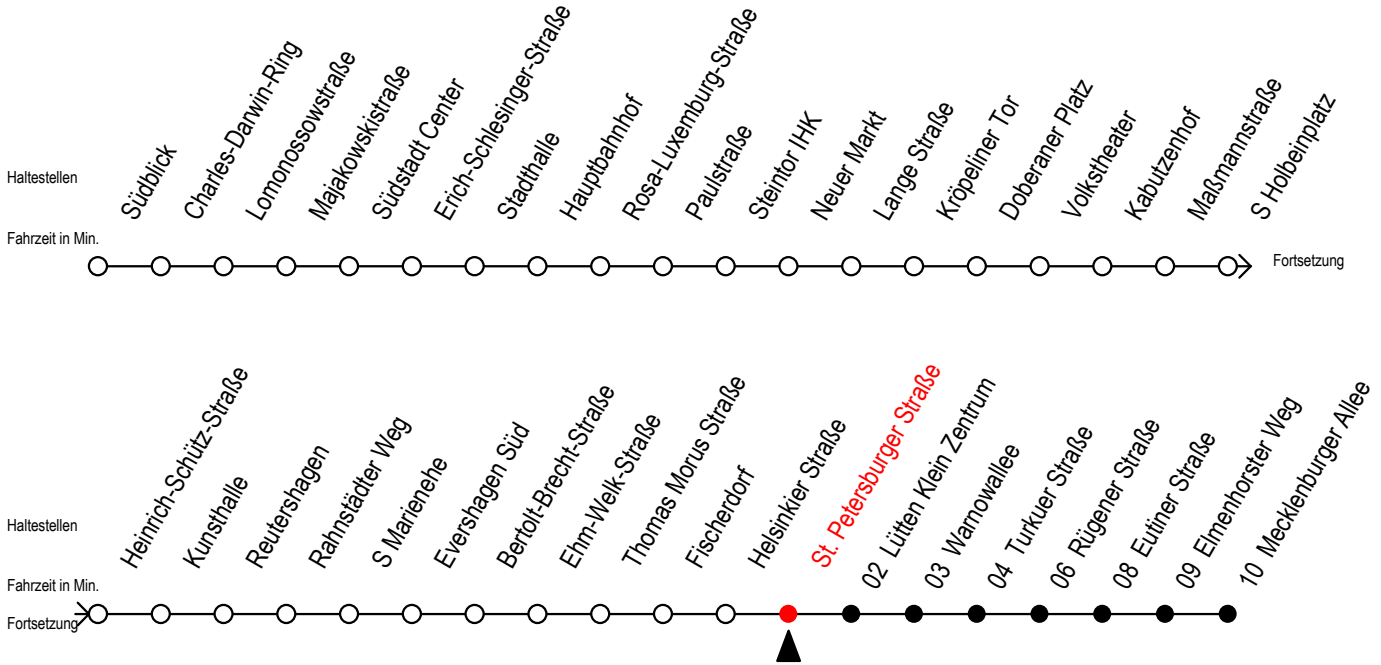 Haltestellen
Südblick
Charles-Darwin-Ring
Lomonossowstraße
Majakowskistraße
Südstadt Center
Erich-Schlesinger-Straße
Stadthalle
Hauptbahnhof
Rosa-Luxemburg-Straße
Paulstraße
Steintor IHK
Neuer Markt
Lange Straße
Kröpeliner Tor
Doberaner Platz
Volkstheater
Kabutzenhof
Maßmannstraße
S Holbeinplatz
Fahrzeit in Min.
Fortsetzung
Haltestellen
Heinrich-Schütz-Straße
Kunsthalle
Reutershagen
Rahnstädter Weg
S Marienehe
Evershagen Süd
Bertolt-Brecht-Straße
Ehm-Welk-Straße
Thomas Morus Straße
Fischerdorf
Helsinkier Straße
St. Petersburger Straße
02 Lütten Klein Zentrum
03 Warnowallee
04 Turkuer Straße
06 Rügener Straße
08 Eutiner Straße
09 Elmenhorster Weg
10 Mecklenburger Allee
Fahrzeit in Min.
Fortsetzung